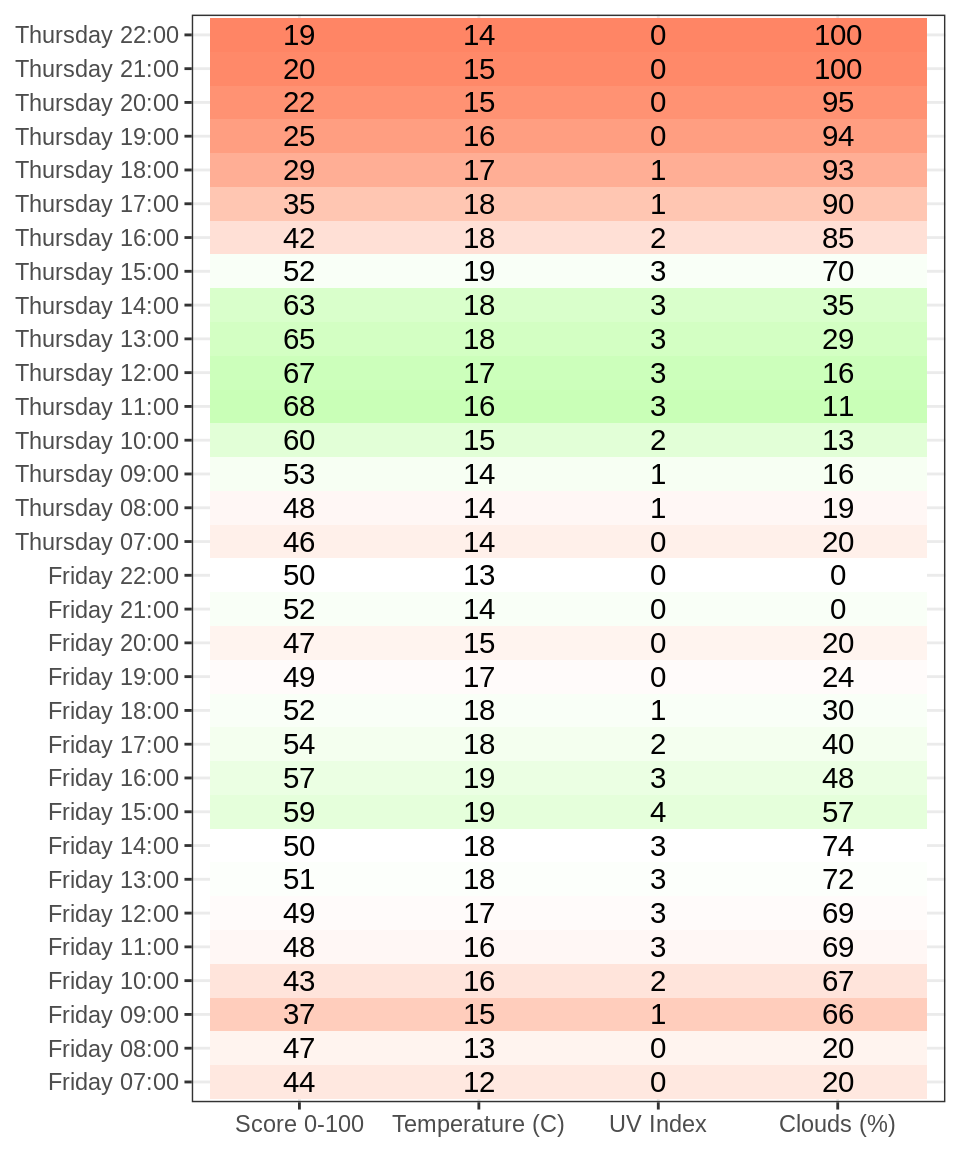 Thursday 22:00 19 14 0 100
Thursday 21:00 20 15 0 100
Thursday 20:00 22 15 0 95
Thursday 19:00 25 16 0 94
Thursday 18:00 29 17 1 93
Thursday 17:00 35 18 1 90
Thursday 16:00 42 18 2 85
Thursday 15:00 52 19 3 70
Thursday 14:00 63 18 3 35
Thursday 13:00 65 18 3 29
Thursday 12:00 67 17 3 16
Thursday 11:00 68 16 3 11
Thursday 10:00 60 15 2 13
Thursday 09:00 53 14 1 16
Thursday 08:00 48 14 1 19
Thursday 07:00 46 14 0 20
Friday 22:00 50 13 0 0
Friday 21:00 52 14 0 0
Friday 20:00 47 15 0 20
Friday 19:00 49 17 0 24
Friday 18:00 52 18 1 30
Friday 17:00 54 18 2 40
Friday 16:00 57 19 3 48
Friday 15:00 59 19 4 57
Friday 14:00 50 18 3 74
Friday 13:00 51 18 3 72
Friday 12:00 49 17 3 69
Friday 11:00 48 16 3 69
Friday 10:00 43 16 2 67
Friday 09:00 37 15 1 66
Friday 08:00 47 13 0 20
Friday 07:00 44 12 0 20
Score 0-100 Temperature (C) UV Index Clouds (%)